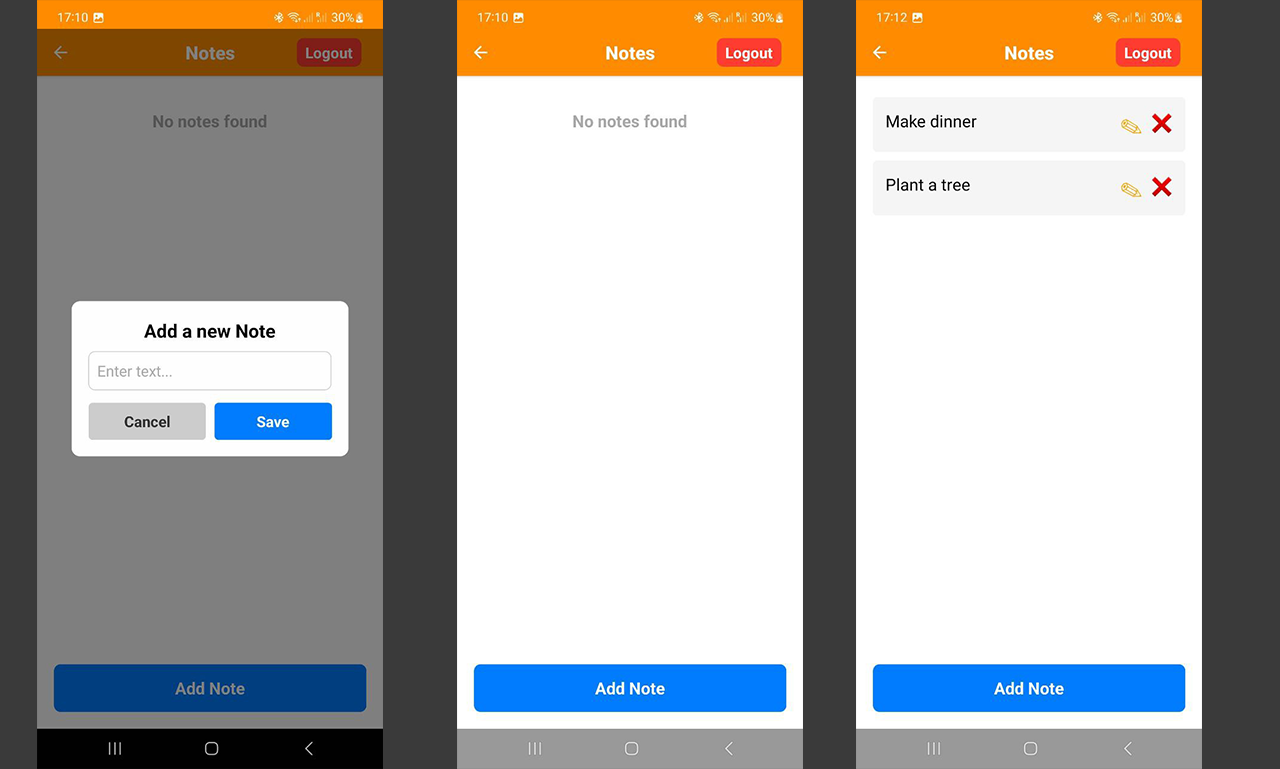 17:10 30%
Notes Logout
No notes found
Add a new Note
Enter text...
Cancel Save
Add Note
17:10 30%
Notes Logout
No notes found
Add Note
17:12 30%
Notes Logout
Make dinner
Plant a tree
Add Note